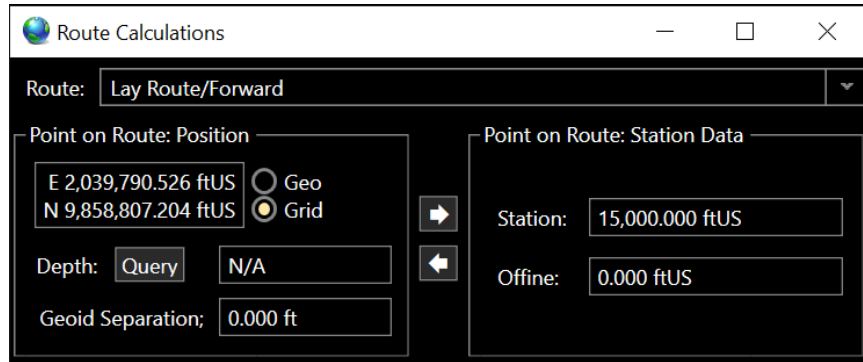 Route Calculations
Route: Lay Route/Forward
Point on Route: Position
E 2,039,790.526 ftUS
N 9,858,807.204 ftUS
Geo
Grid
Depth: Query N/A
Geoid Separation; 0.000 ft
Point on Route: Station Data
Station: 15,000.000 ftUS
Offine: 0.000 ftUS